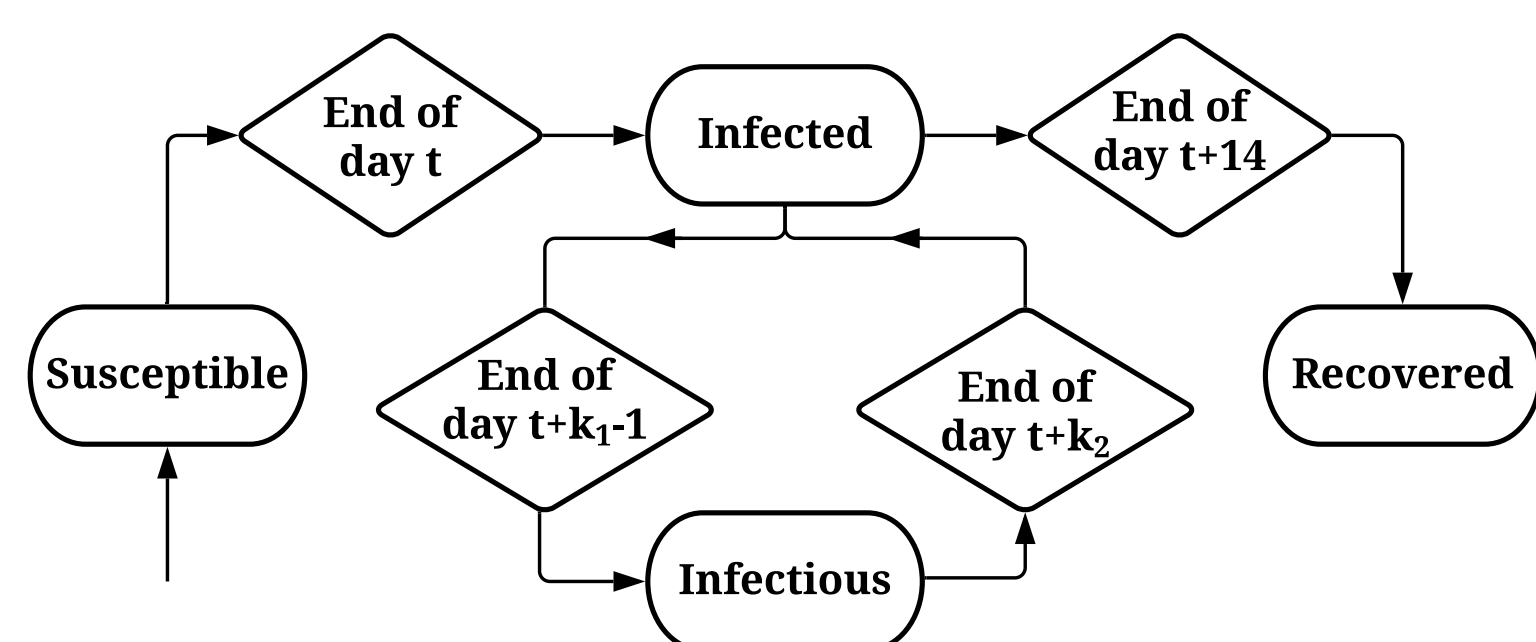 End of
day t
Infected
End of
day t+14
Susceptible
End of
day t+k₁-1
End of
day t+k₂
Recovered
Infectious